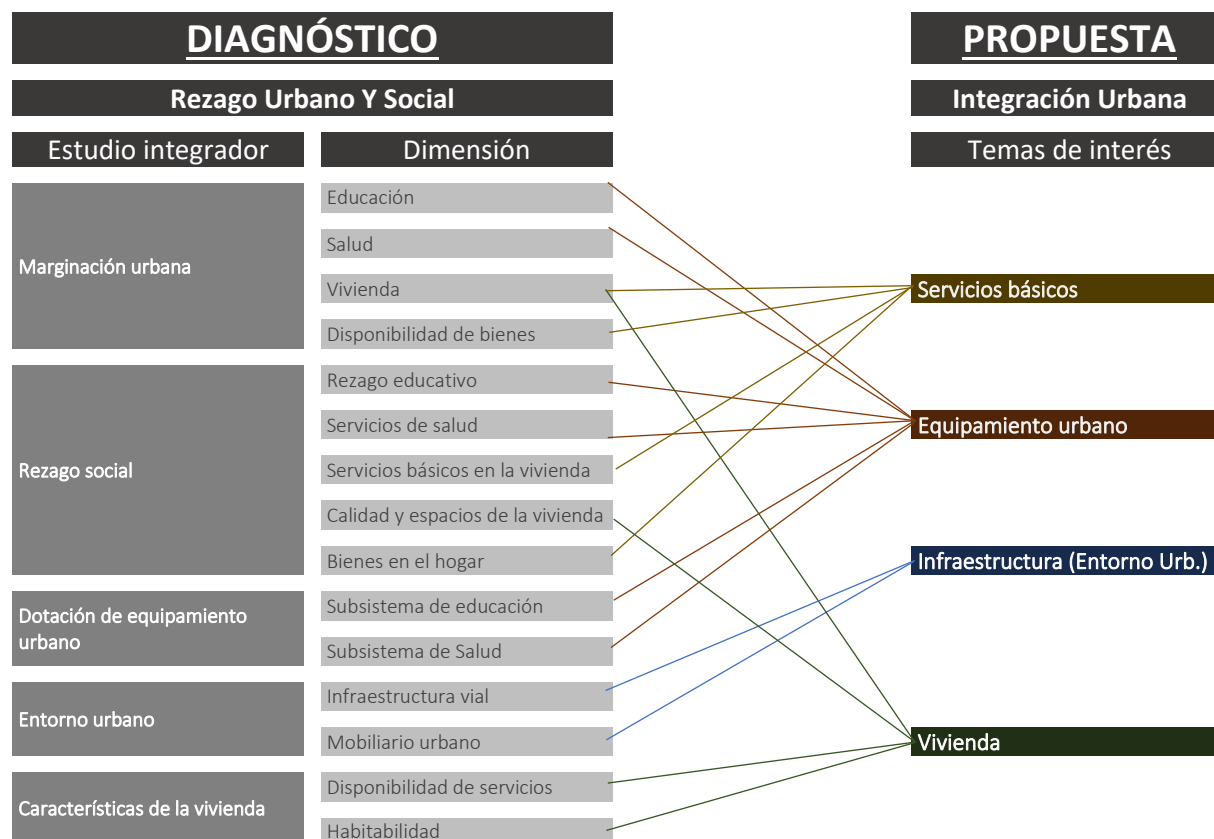 DIAGNÓSTICO
PROPUESTA
Rezago Urbano Y Social
Integración Urbana
Estudio integrador
Dimensión
Temas de interés
Marginación urbana
Educación
Salud
Vivienda
Disponibilidad de bienes
Rezago social
Rezago educativo
Servicios de salud
Servicios básicos en la vivienda
Calidad y espacios de la vivienda
Bienes en el hogar
Dotación de equipamiento
urbano
Subsistema de educación
Subsistema de Salud
Entorno urbano
Infraestructura vial
Mobiliario urbano
Características de la vivienda
Disponibilidad de servicios
Habitabilidad
Servicios básicos
Equipamiento urbano
Infraestructura (Entorno Urb.)
Vivienda